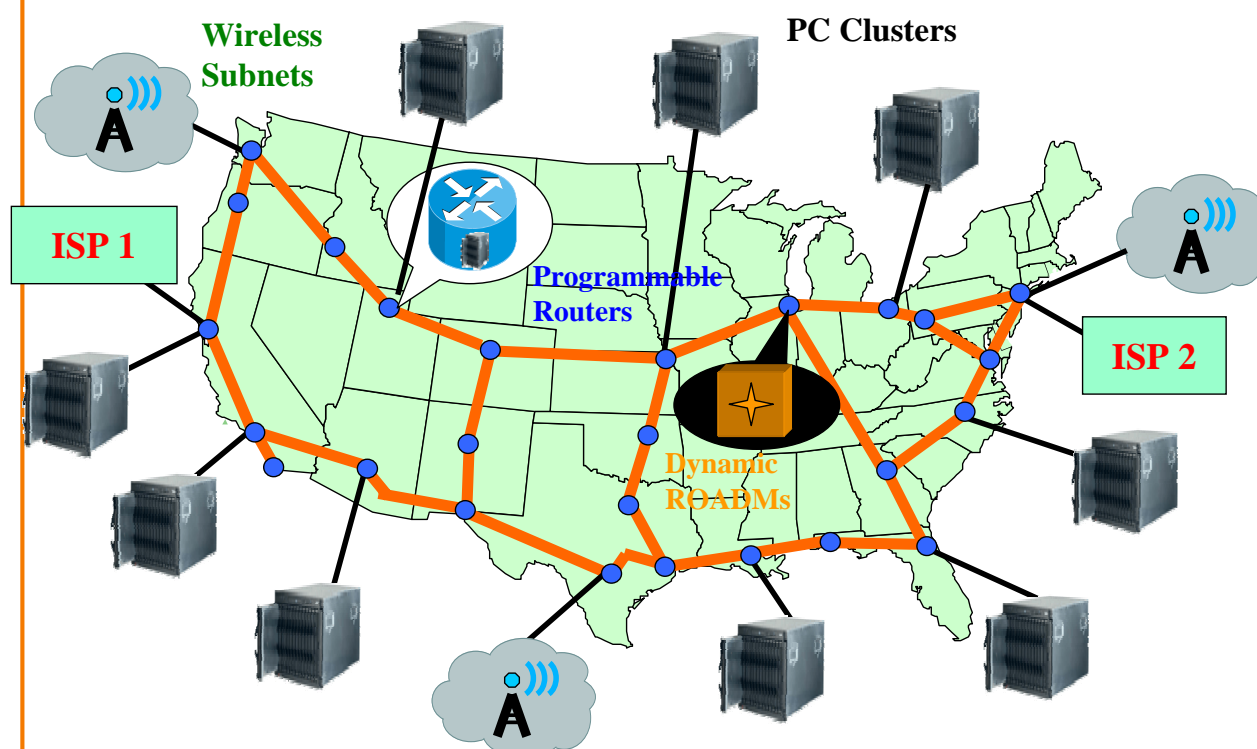 Wireless
Subnets
PC Clusters
ISP 1
Programmable
Routers
ISP 2
Dynamic
ROADMs